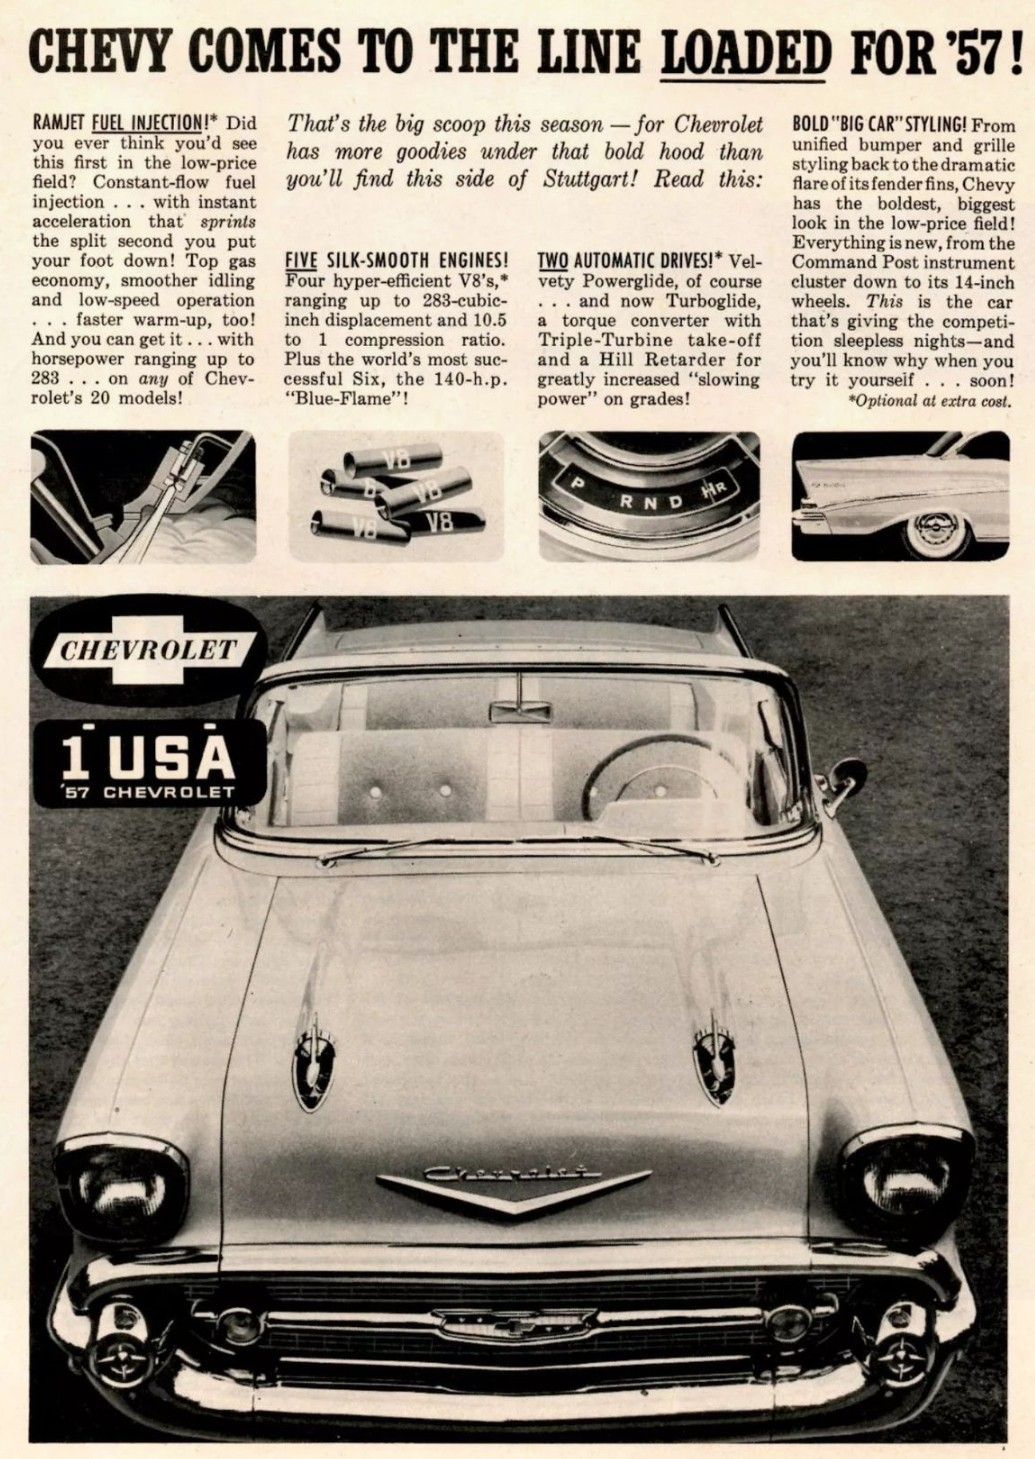 CHEVY COMES TO THE LINE LOADED FOR '57!
RAMJET FUEL INJECTION!* Did
you ever think you'd see
this first in the low-price
field? Constant-flow fuel
injection . . . with instant
acceleration that sprints
the split second you put
your foot down! Top gas
economy, smoother idling
and low-speed operation
. . . faster warm-up, too!
And you can get it . . . with
horsepower ranging up to
283 . . . on any of Chev-
rolet's 20 models!
That's the big scoop this season — for Chevrolet
has more goodies under that bold hood than
you'll find this side of Stuttgart! Read this:
FIVE SILK-SMOOTH ENGINES!
Four hyper-efficient V8's,*
ranging up to 283-cubic-
inch displacement and 10.5
to 1 compression ratio.
Plus the world's most suc-
cessful Six, the 140-h.p.
"Blue-Flame"!
TWO AUTOMATIC DRIVES!* Vel-
vety Powerglide, of course
. . . and now Turboglide,
a torque converter with
Triple-Turbine take-off
and a Hill Retarder for
greatly increased "slowing
power" on grades!
BOLD "BIG CAR" STYLING! From
unified bumper and grille
styling back to the dramatic
flare of its fender fins, Chevy
has the boldest, biggest
look in the low-price field!
Everything is new, from the
Command Post instrument
cluster down to its 14-inch
wheels. This is the car
that's giving the competi-
tion sleepless nights—and
you'll know why when you
try it yourself . . . soon!
*Optional at extra cost.
V8
6
V8
V8
V8
P R N D HR
CHEVROLET
1 USA
'57 CHEVROLET
Chevrolet